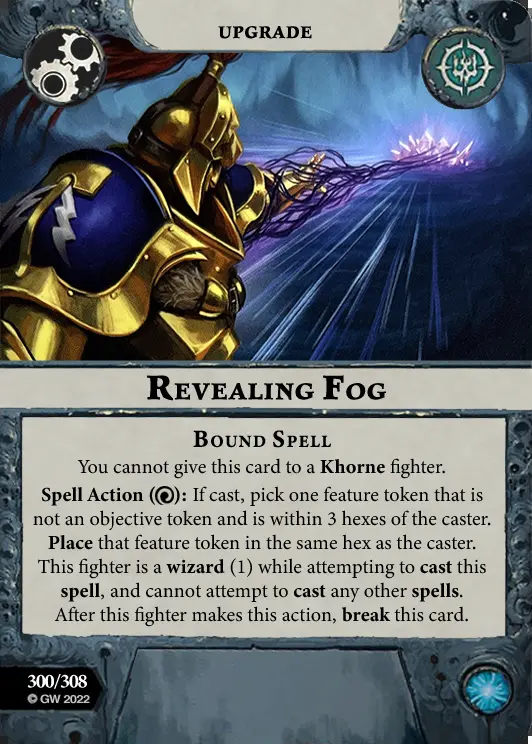 UPGRADE
REVEALING FOG
BOUND SPELL
You cannot give this card to a Khorne fighter.
Spell Action (): If cast, pick one feature token that is
not an objective token and is within 3 hexes of the caster.
Place that feature token in the same hex as the caster.
This fighter is a wizard (1) while attempting to cast this
spell, and cannot attempt to cast any other spells.
After this fighter makes this action, break this card.
300/308
© GW 2022